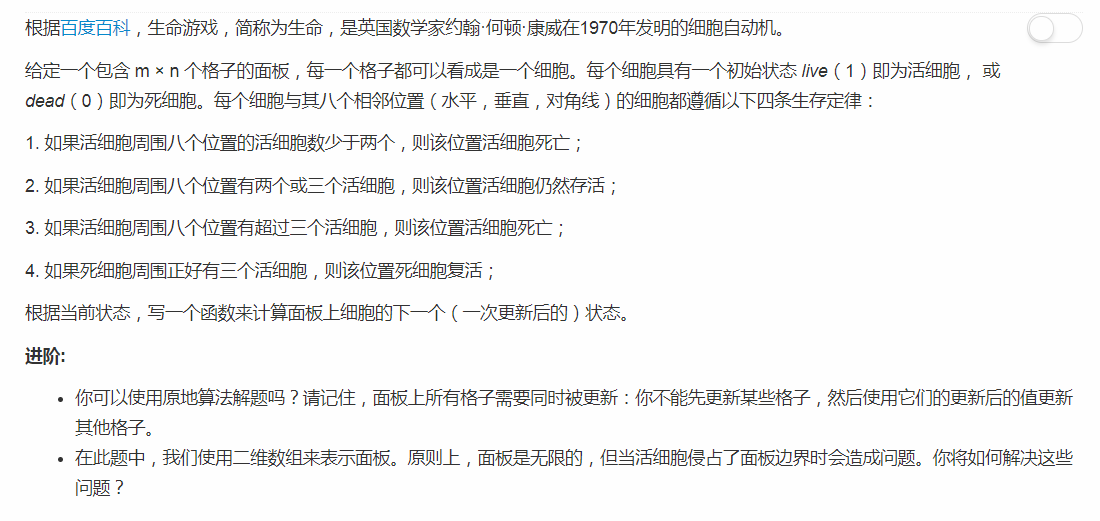 根据百度百科，生命游戏，简称为生命，是英国数学家约翰·何顿·康威在1970年发明的细胞自动机。
给定一个包含 m × n 个格子的面板，每一个格子都可以看成是一个细胞。每个细胞具有一个初始状态 live（1）即为活细胞， 或
dead（0）即为死细胞。每个细胞与其八个相邻位置（水平，垂直，对角线）的细胞都遵循以下四条生存定律：
1. 如果活细胞周围八个位置的活细胞数少于两个，则该位置活细胞死亡；
2. 如果活细胞周围八个位置有两个或三个活细胞，则该位置活细胞仍然存活；
3. 如果活细胞周围八个位置有超过三个活细胞，则该位置活细胞死亡；
4. 如果死细胞周围正好有三个活细胞，则该位置死细胞复活；
根据当前状态，写一个函数来计算面板上细胞的下一个（一次更新后的）状态。
进阶:
• 你可以使用原地算法解题吗？请记住，面板上所有格子需要同时被更新：你不能先更新某些格子，然后使用它们的更新后的值更新
其他格子。
• 在此题中，我们使用二维数组来表示面板。原则上，面板是无限的，但当活细胞侵占了面板边界时会造成问题。你将如何解决这些
问题？